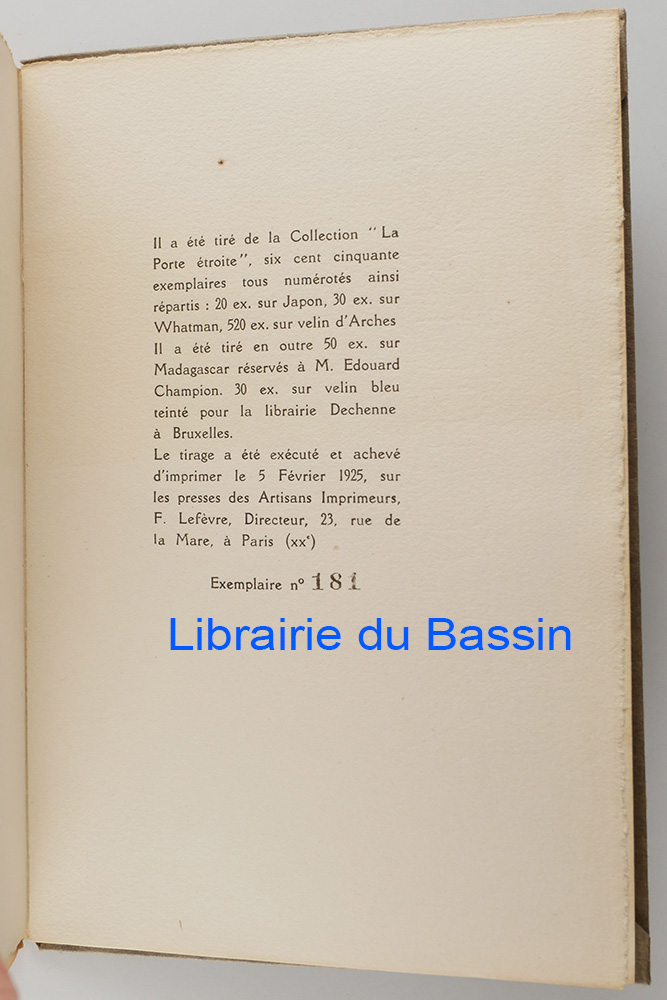 Il a été tiré de la Collection "La
Porte étroite", six cent cinquante
exemplaires tous numérotés ainsi
répartis : 20 ex. sur Japon, 30 ex. sur
Whatman, 520 ex. sur velin d'Arches
Il a été tiré en outre 50 ex. sur
Madagascar réservés à M. Edouard
Champion. 30 ex. sur velin bleu
teinté pour la librairie Dechenne
à Bruxelles.
Le tirage a été exécuté et achevé
d'imprimer le 5 Février 1925, sur
les presses des Artisans Imprimeurs,
F. Lefèvre, Directeur, 23, rue de
la Mare, à Paris (xxᵉ)
Exemplaire nº 181
Librairie du Bassin